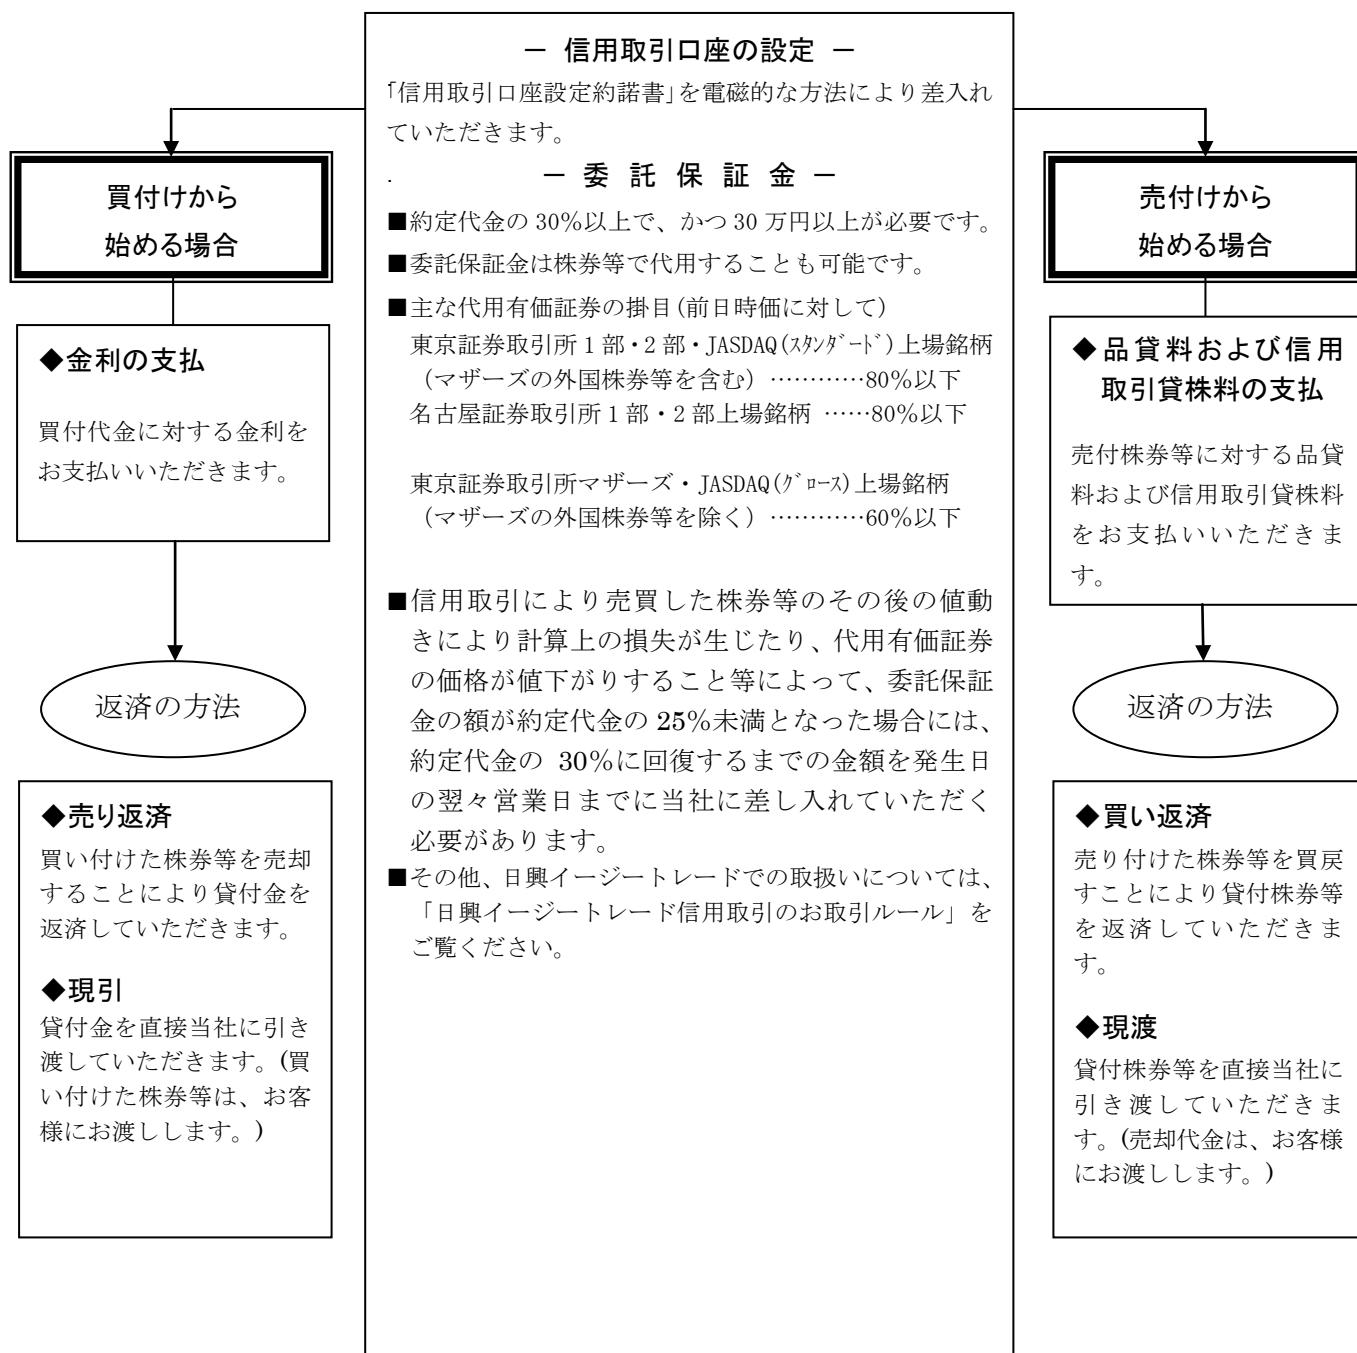 ― 信用取引口座の設定 ―
「信用取引口座設定約諾書」を電磁的な方法により差入れ
ていただきます。
. ― 委 託 保 証 金 ―
■約定代金の 30％以上で、かつ 30 万円以上が必要です。
■委託保証金は株券等で代用することも可能です。
■主な代用有価証券の掛目(前日時価に対して)
東京証券取引所 1 部・2 部・JASDAQ(ｽﾀﾝﾀﾞｰﾄﾞ)上場銘柄
（マザーズの外国株券等を含む）…………80％以下
名古屋証券取引所 1 部・2 部上場銘柄 ……80％以下
東京証券取引所マザーズ・JASDAQ(ｸﾞﾛｰｽ)上場銘柄
（マザーズの外国株券等を除く）…………60％以下
■信用取引により売買した株券等のその後の値動
きにより計算上の損失が生じたり、代用有価証券
の価格が値下がりすること等によって、委託保証
金の額が約定代金の 25％未満となった場合には、
約定代金の 30％に回復するまでの金額を発生日
の翌々営業日までに当社に差し入れていただく
必要があります。
■その他、日興イージートレードでの取扱いについては、
「日興イージートレード信用取引のお取引ルール」を
ご覧ください。
買付けから
始める場合
◆金利の支払
買付代金に対する金利を
お支払いいただきます。
返済の方法
◆売り返済
買い付けた株券等を売却
することにより貸付金を
返済していただきます。
◆現引
貸付金を直接当社に引き
渡していただきます。(買
い付けた株券等は、お客
様にお渡しします。)
売付けから
始める場合
◆品貸料および信用
取引貸株料の支払
売付株券等に対する品貸
料および信用取引貸株料
をお支払いいただきま
す。
返済の方法
◆買い返済
売り付けた株券等を買戻
すことにより貸付株券等
を返済していただきま
す。
◆現渡
貸付株券等を直接当社に
引き渡していただきま
す。(売却代金は、お客様
にお渡しします。)